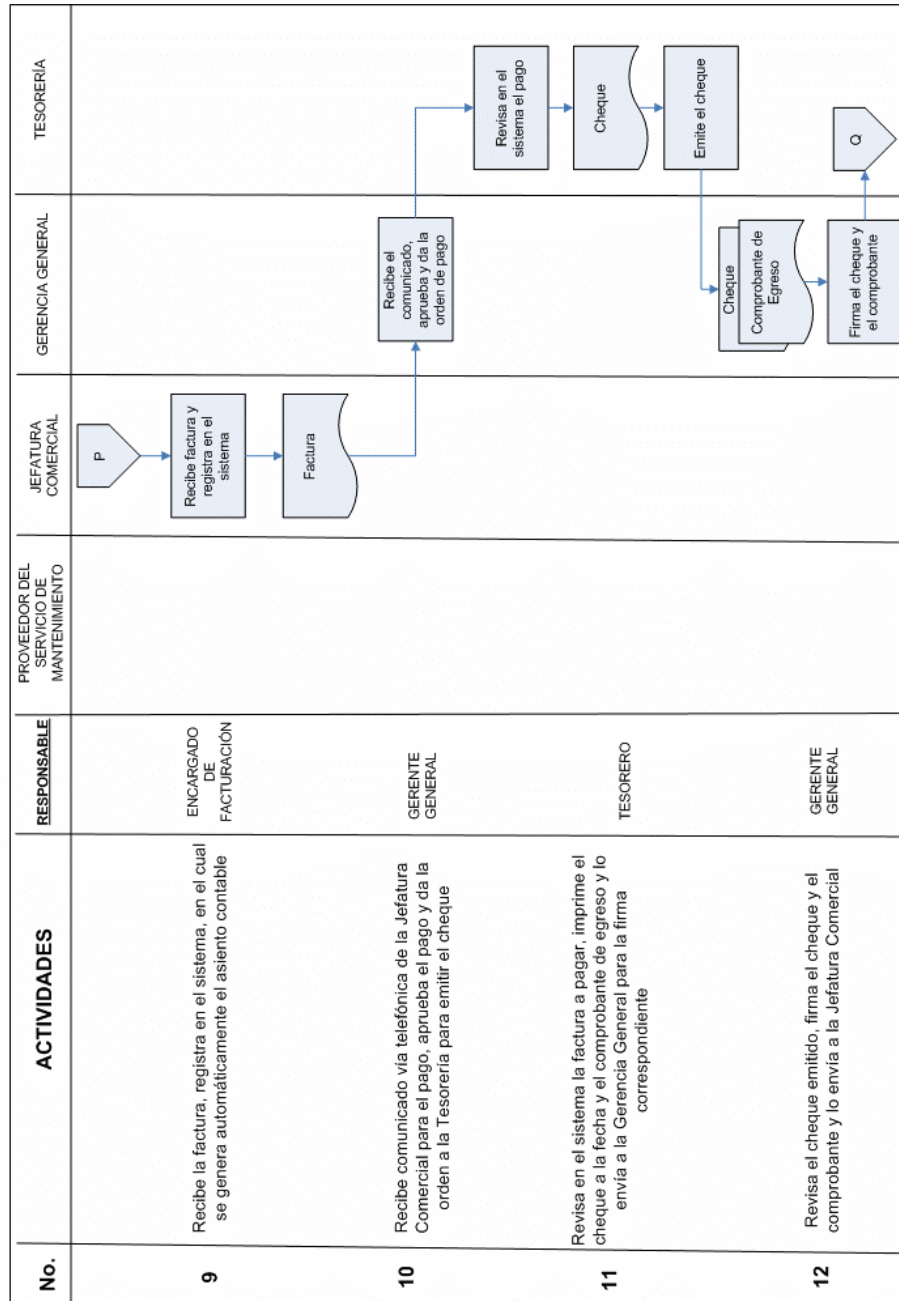 No.
ACTIVIDADES
RESPONSABLE
PROVEEDOR DEL
SERVICIO DE
MANTENIMIENTO
JEFATURA
COMERCIAL
GERENCIA GENERAL
TESORERÍA
P
9
Recibe la factura, registra en el sistema, en el cual
se genera automáticamente el asiento contable
ENCARGADO
DE
FACTURACIÓN
Recibe factura y
registra en el
sistema
Factura
10
Recibe comunicado vía telefónica de la Jefatura
Comercial para el pago, aprueba el pago y da la
orden a la Tesorería para emitir el cheque
GERENTE
GENERAL
Recibe el
comunicado,
aprueba y da la
orden de pago
11
Revisa en el sistema la factura a pagar, imprime el
cheque a la fecha y el comprobante de egreso y lo
envía a la Gerencia General para la firma
correspondiente
TESORERO
Revisa en el
sistema el pago
Cheque
Emite el cheque
12
Revisa el cheque emitido, firma el cheque y el
comprobante y lo envía a la Jefatura Comercial
GERENTE
GENERAL
Cheque
Comprobante de
Egreso
Firma el cheque y
el comprobante
Q